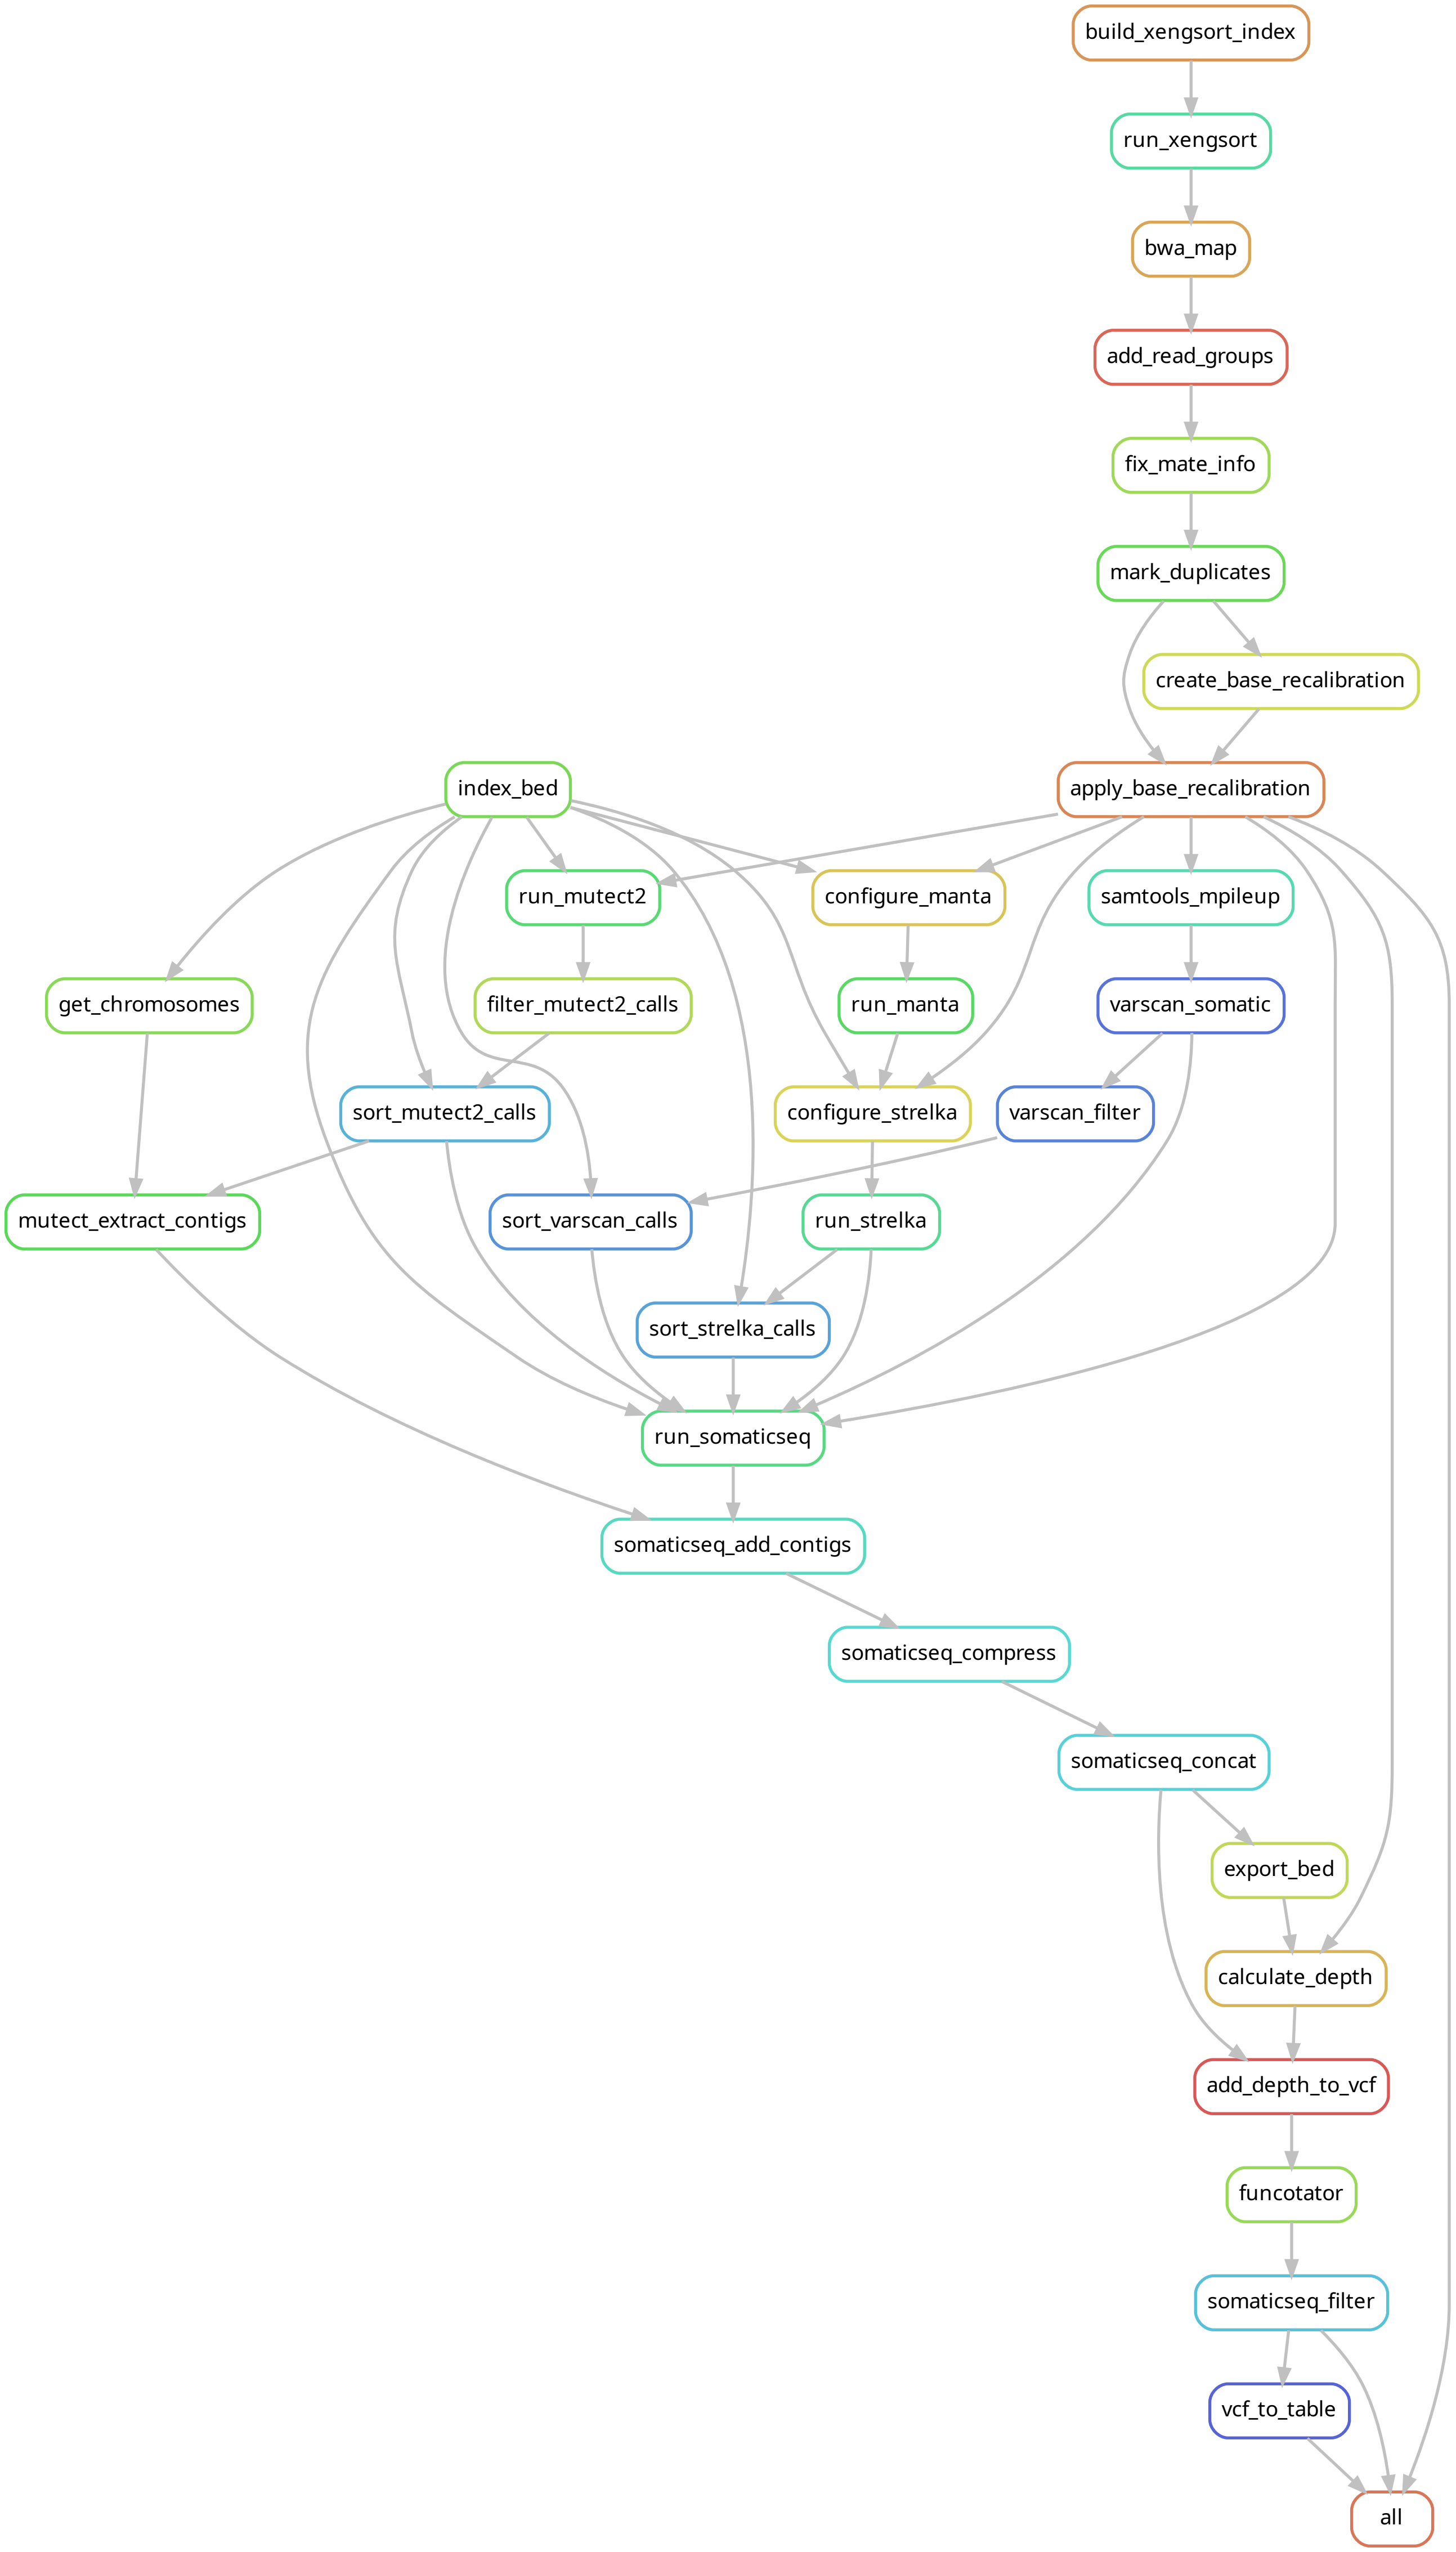 build_xengsort_index
run_xengsort
bwa_map
add_read_groups
fix_mate_info
mark_duplicates
create_base_recalibration
index_bed
apply_base_recalibration
run_mutect2
configure_manta
samtools_mpileup
get_chromosomes
filter_mutect2_calls
run_manta
varscan_somatic
sort_mutect2_calls
configure_strelka
varscan_filter
mutect_extract_contigs
sort_varscan_calls
run_strelka
sort_strelka_calls
run_somaticseq
somaticseq_add_contigs
somaticseq_compress
somaticseq_concat
export_bed
calculate_depth
add_depth_to_vcf
funcotator
somaticseq_filter
vcf_to_table
all